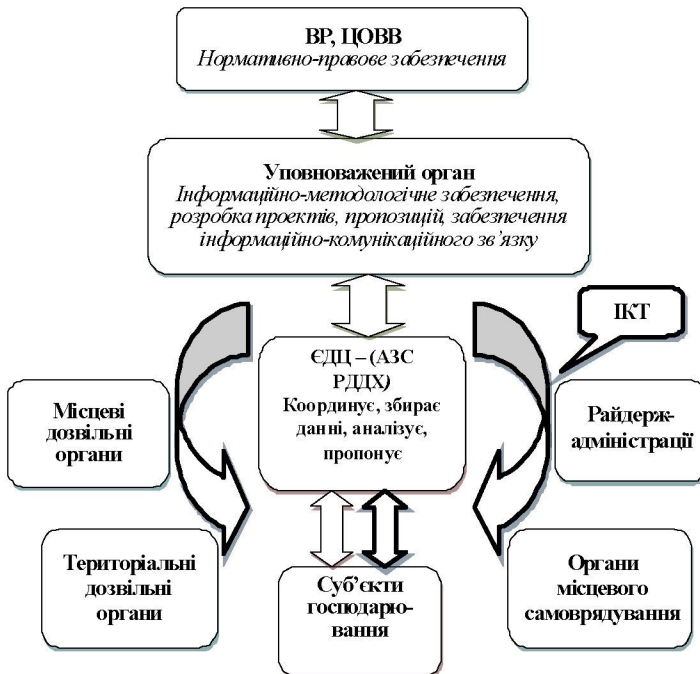 ВР, ЦОВВ
Нормативно-правове забезпечення
Уповноважений орган
Інформаційно-методологічне забезпечення,
розробка проектів, пропозицій, забезпечення
інформаційно-комунікаційного зв’язку
ІКТ
ЄДЦ – (АЗС
РДДХ)
Координує, збирає
данні, аналізує,
пропонує
Місцеві
дозвільні
органи
Райдерж-
адміністрації
Територіальні
дозвільні
органи
Суб’єкти
господарю-
вання
Органи
місцевого
самоврядування